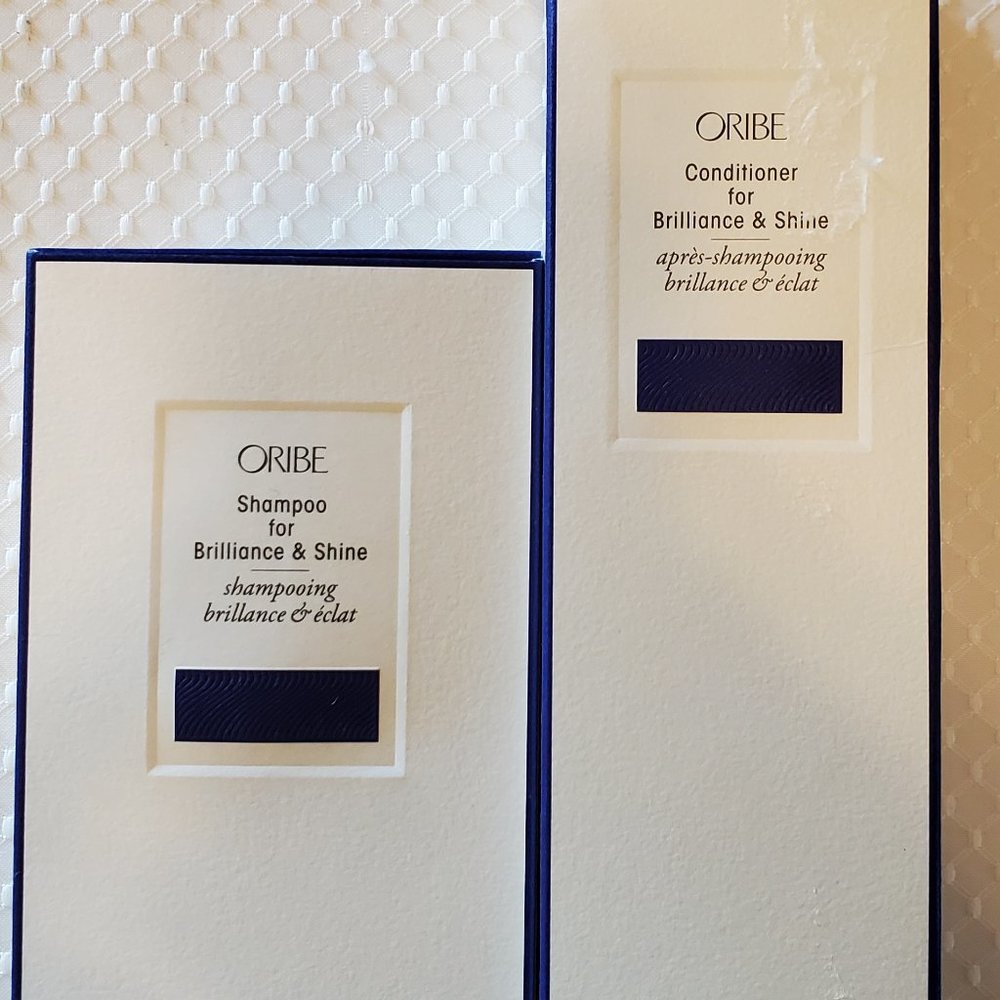 ORIBE
Shampoo
for
Brilliance & Shine
shampooing
brillance & éclat
ORIBE
Conditioner
for
Brilliance & Shine
après-shampooing
brillance & éclat